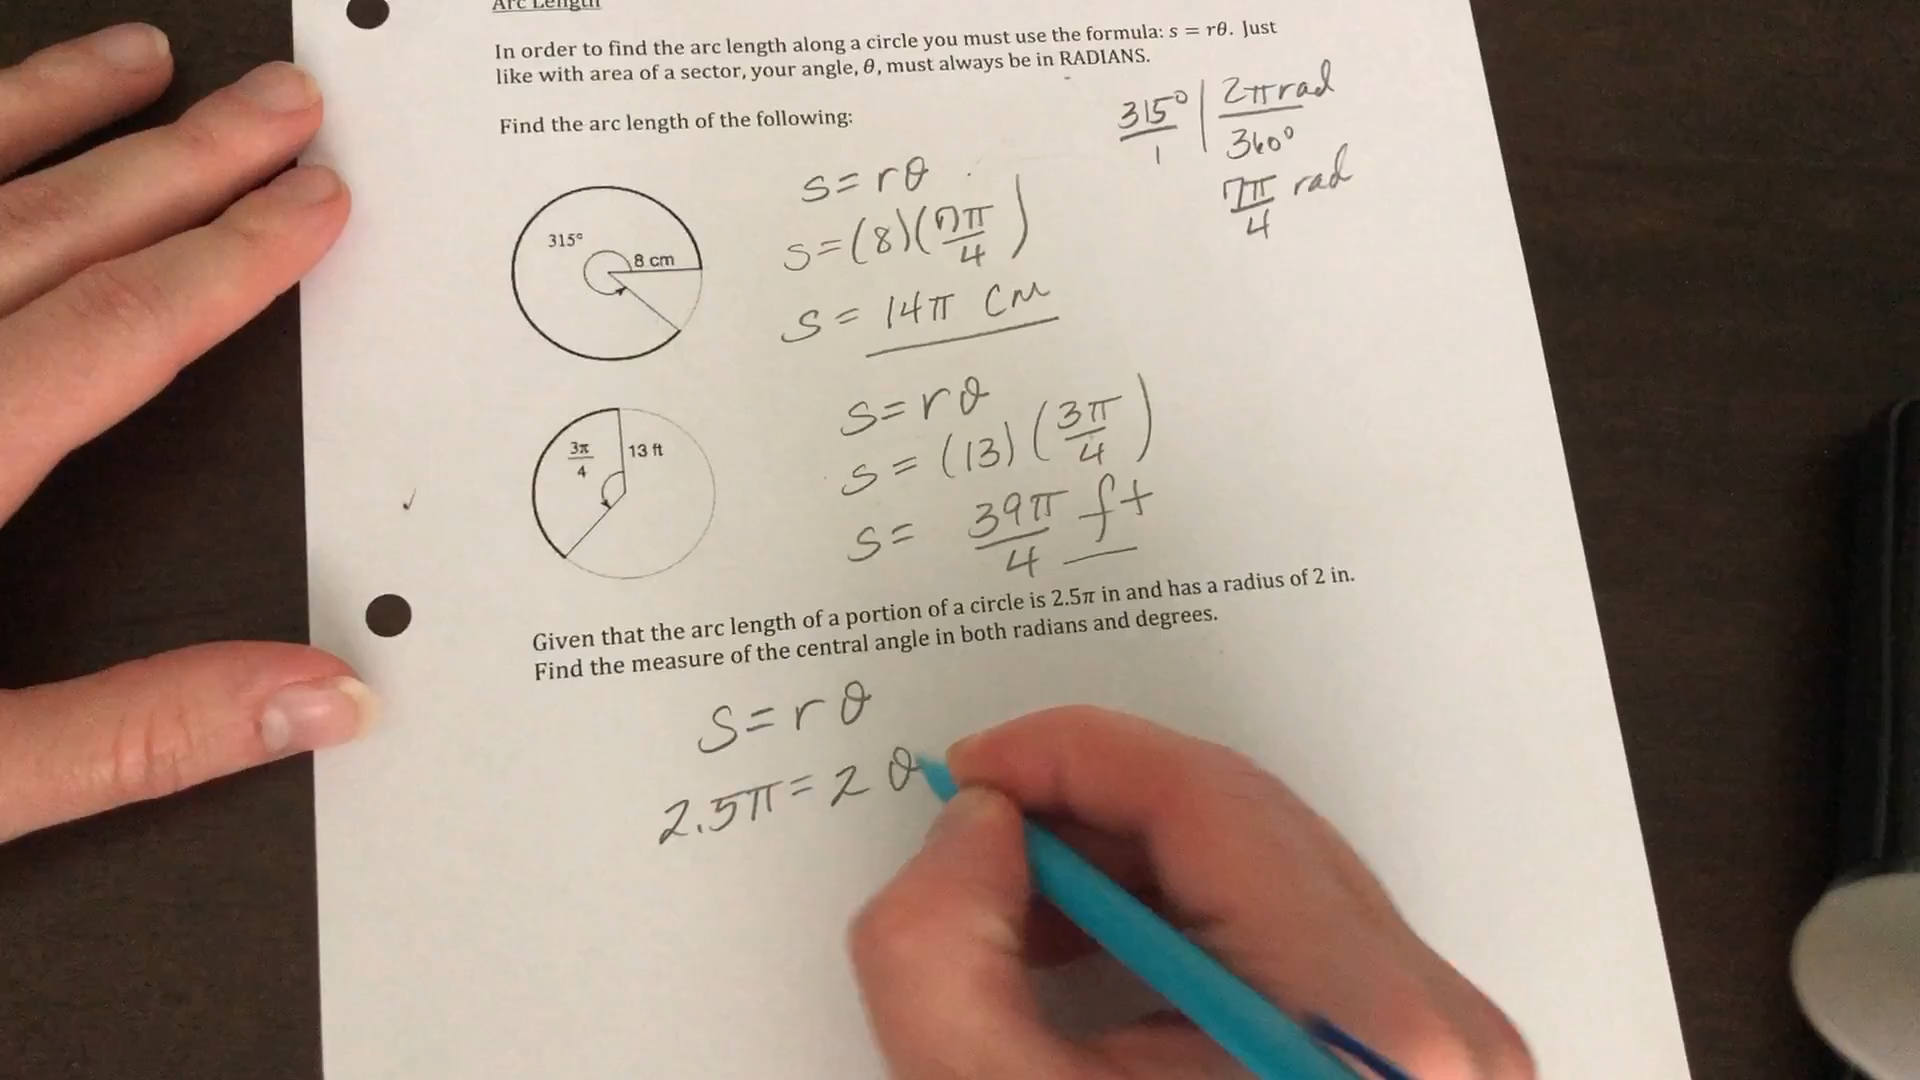 Arc Length
In order to find the arc length along a circle you must use the formula: s = rθ. Just
like with area of a sector, your angle, θ, must always be in RADIANS.
Find the arc length of the following:
315° | 2π rad
1 | 360°
7π/4 rad
315°
8 cm
s = rθ
s = (8)(7π/4)
s = 14π cm
3π/4
13 ft
s = rθ
s = (13)(3π/4)
s = 39π/4 ft
Given that the arc length of a portion of a circle is 2.5π in and has a radius of 2 in.
Find the measure of the central angle in both radians and degrees.
s = rθ
2.5π = 2θ